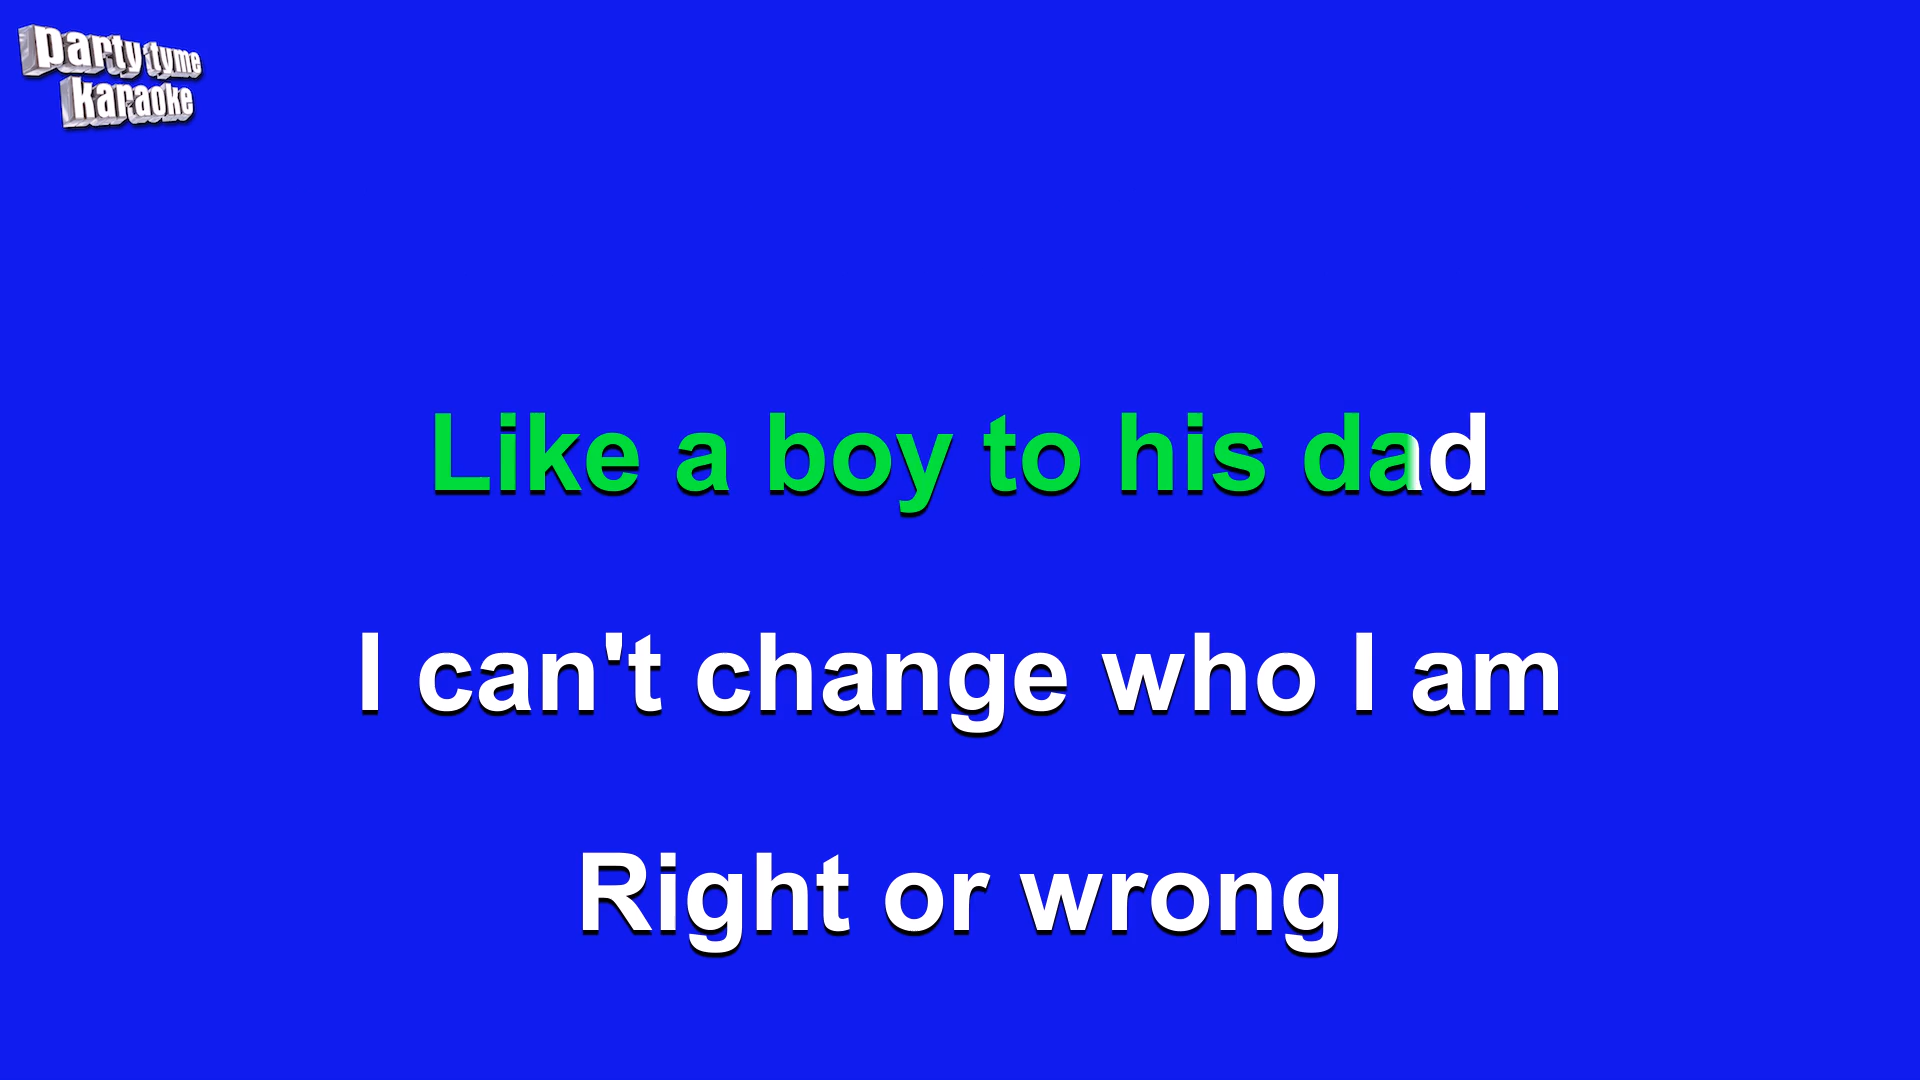 party tyme
karaoke
Like a boy to his dad
I can't change who I am
Right or wrong